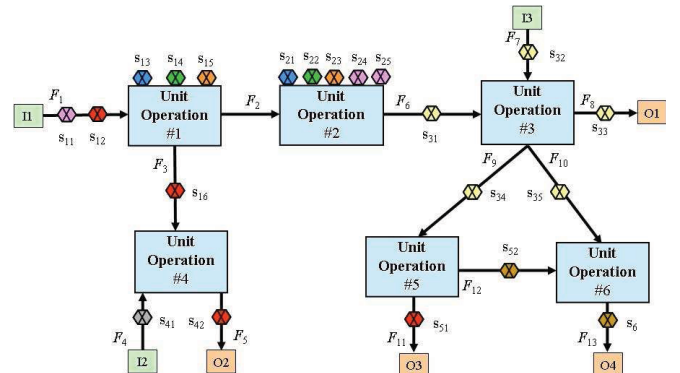 I3
s13 s14 s15 s21 s22 s23 s24 s25 F7 s32
F1 Unit Operation #1 F2 Unit Operation #2 F6 Unit Operation #3 F8
I1 s11 s12 s31 s33 O1
F3 F9 F10
s16 s34 s35
Unit Operation #4 Unit Operation #5 s52 Unit Operation #6
F12
s41 s42 s51 s6
F4 F5 F11 F13
I2 O2 O3 O4